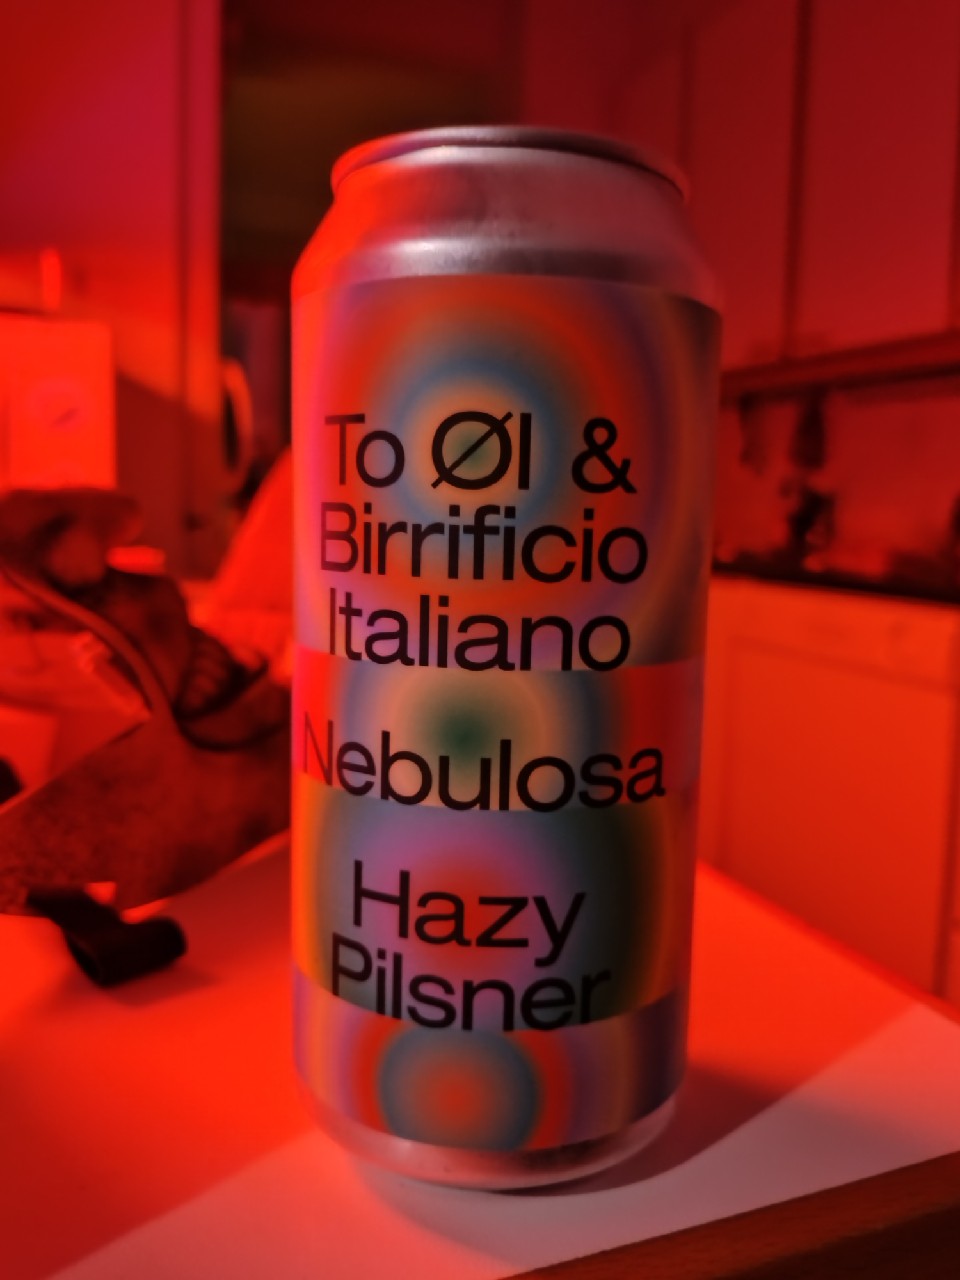 To Øl &
Birrificio
Italiano
Nebulosa
Hazy
Pilsner